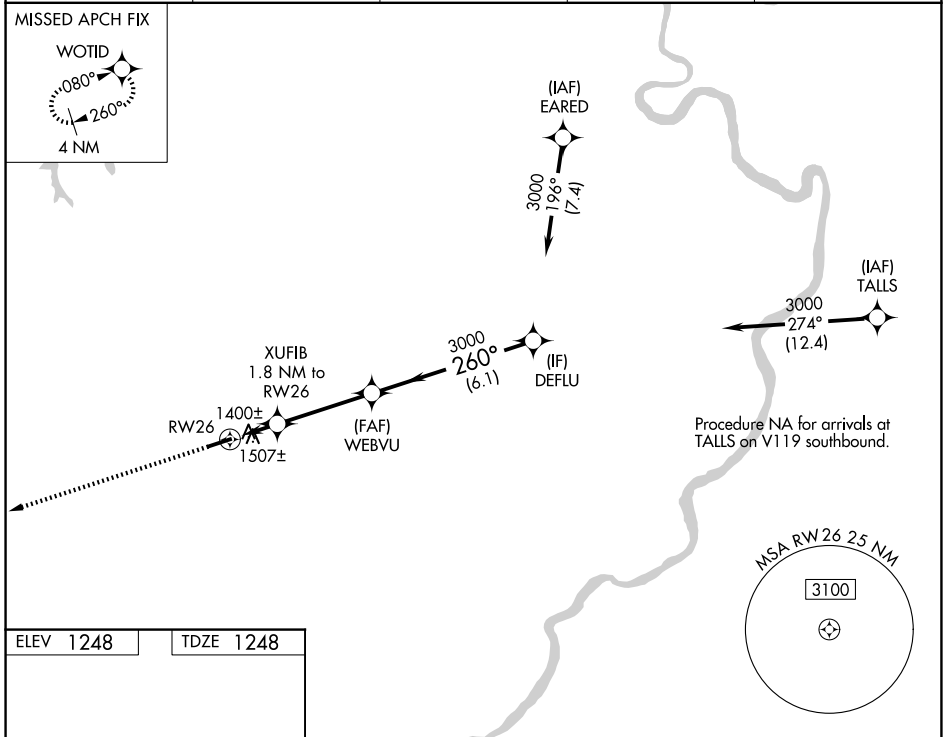 MISSED APCH FIX
WOTID
080°
260°
4 NM
(IAF)
EARED
3000
196°
(7.4)
(IAF)
TALLS
3000
274°
(12.4)
3000
260°
(6.1)
(IF)
DEFLU
XUFIB
1.8 NM to
RW26
RW26
1400±
1507±
(FAF)
WEBVU
Procedure NA for arrivals at
TALLS on V119 southbound.
MSA RW26 25 NM
3100
ELEV 1248
TDZE 1248